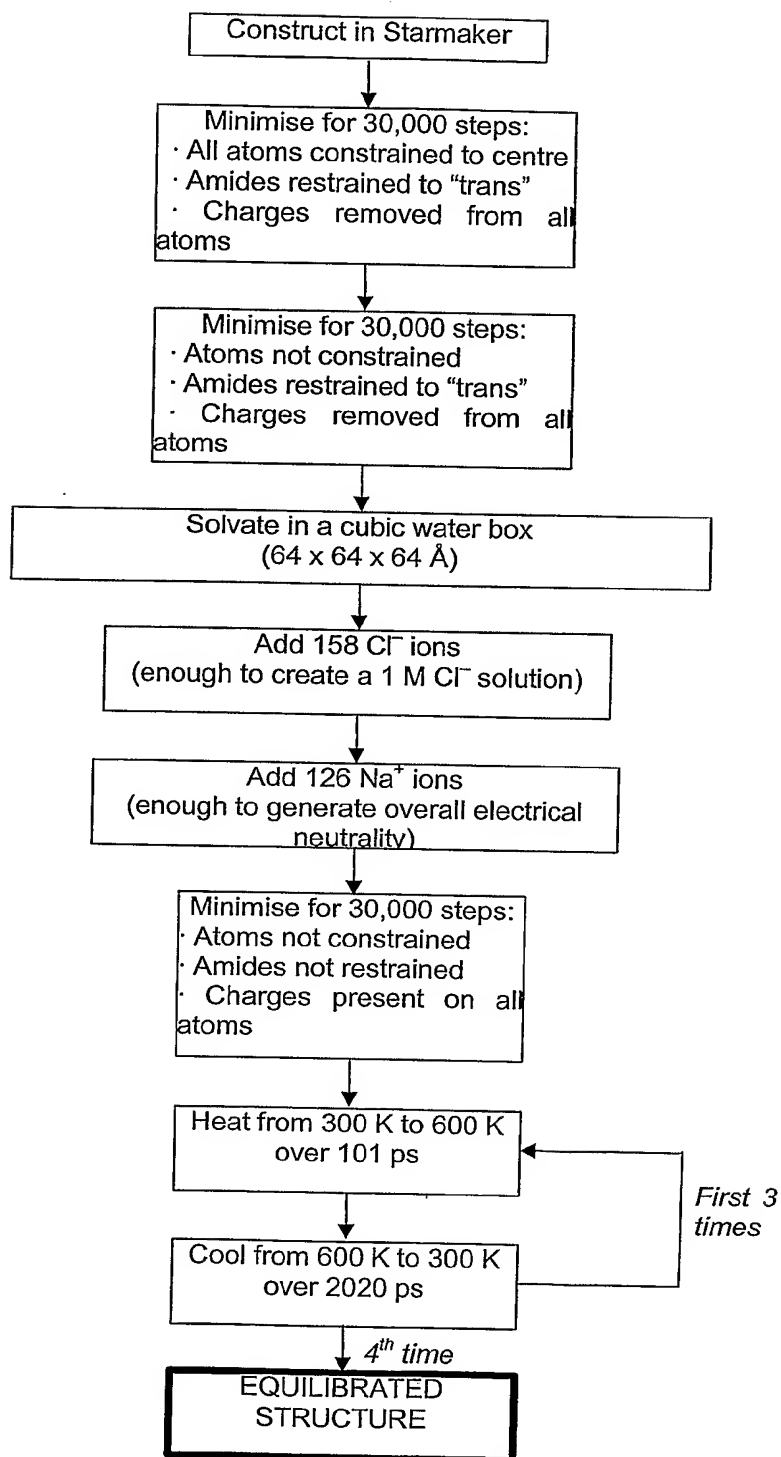 Construct in Starmaker
Minimise for 30,000 steps:
· All atoms constrained to centre
· Amides restrained to “trans”
· Charges removed from all
atoms
Minimise for 30,000 steps:
· Atoms not constrained
· Amides restrained to “trans”
· Charges removed from all
atoms
Solvate in a cubic water box
(64 x 64 x 64 Å)
Add 158 Cl⁻ ions
(enough to create a 1 M Cl⁻ solution)
Add 126 Na⁺ ions
(enough to generate overall electrical
neutrality)
Minimise for 30,000 steps:
· Atoms not constrained
· Amides not restrained
· Charges present on all
atoms
Heat from 300 K to 600 K
over 101 ps
First 3
times
Cool from 600 K to 300 K
over 2020 ps
4th time
EQUILIBRATED
STRUCTURE